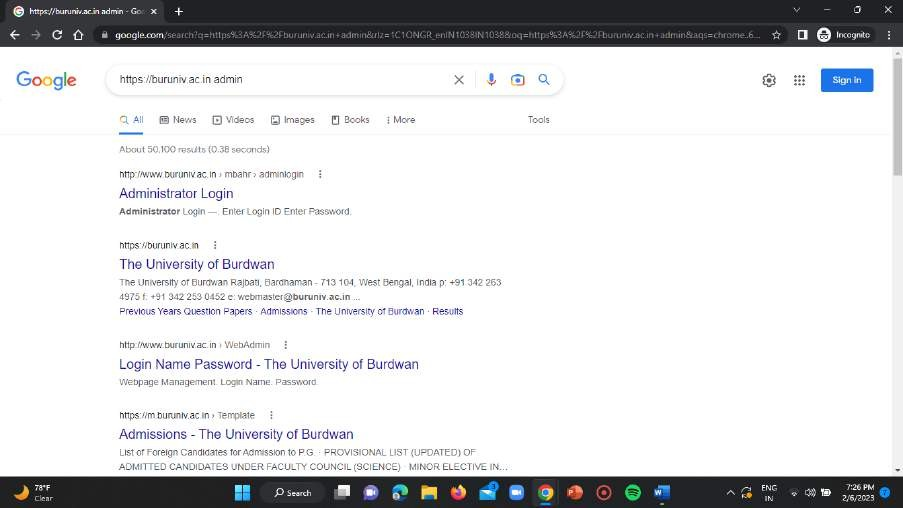 https://buruniv.ac.in admin - Goo
google.com/search?q=https%3A%2F%2Fburuniv.ac.in+admin&rlz=1C1ONGR_enIN1038IN1038&oq=https%3A%2F%2Fburuniv.ac.in+admin&aqs=chrome..6...
Incognito
Google
https://buruniv.ac.in admin
Sign in
All News Videos Images Books More Tools
About 50,100 results (0.38 seconds)
http://www.buruniv.ac.in › mbahr › adminlogin
Administrator Login
Administrator Login —. Enter Login ID Enter Password.
https://buruniv.ac.in
The University of Burdwan
The University of Burdwan Rajbati, Bardhaman - 713 104, West Bengal, India p: +91 342 263
4975 f: +91 342 253 0452 e: webmaster@buruniv.ac.in ...
Previous Years Question Papers · Admissions · The University of Burdwan · Results
http://www.buruniv.ac.in › WebAdmin
Login Name Password - The University of Burdwan
Webpage Management. Login Name. Password.
https://m.buruniv.ac.in › Template
Admissions - The University of Burdwan
List of Foreign Candidates for Admission to P.G. · PROVISIONAL LIST (UPDATED) OF
ADMITTED CANDIDATES UNDER FACULTY COUNCIL (SCIENCE) · MINOR ELECTIVE IN...
78°F
Clear
Search
3
ENG
IN
7:26 PM
2/6/2023
7